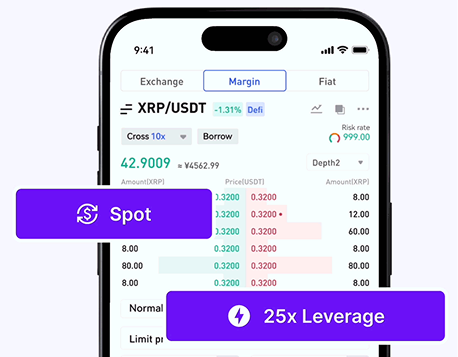 9:41
Exchange Margin Fiat
XRP/USDT -1.31% Defi
Risk rate
Cross 10x Borrow 999.00
42.9009 ≈ ¥4562.99 Depth2
Amount(XRP) Price(USDT) Amount(XRP)
0.3200 0.3200 8.00
0.3200 0.3200 12.00
Spot
0.3200 0.3200 60.00
8.00 0.3200 0.3200 8.00
80.00 0.3200 0.3200 80.00
8.00 0.3200 0.3200 8.00
Normal
25x Leverage
Limit